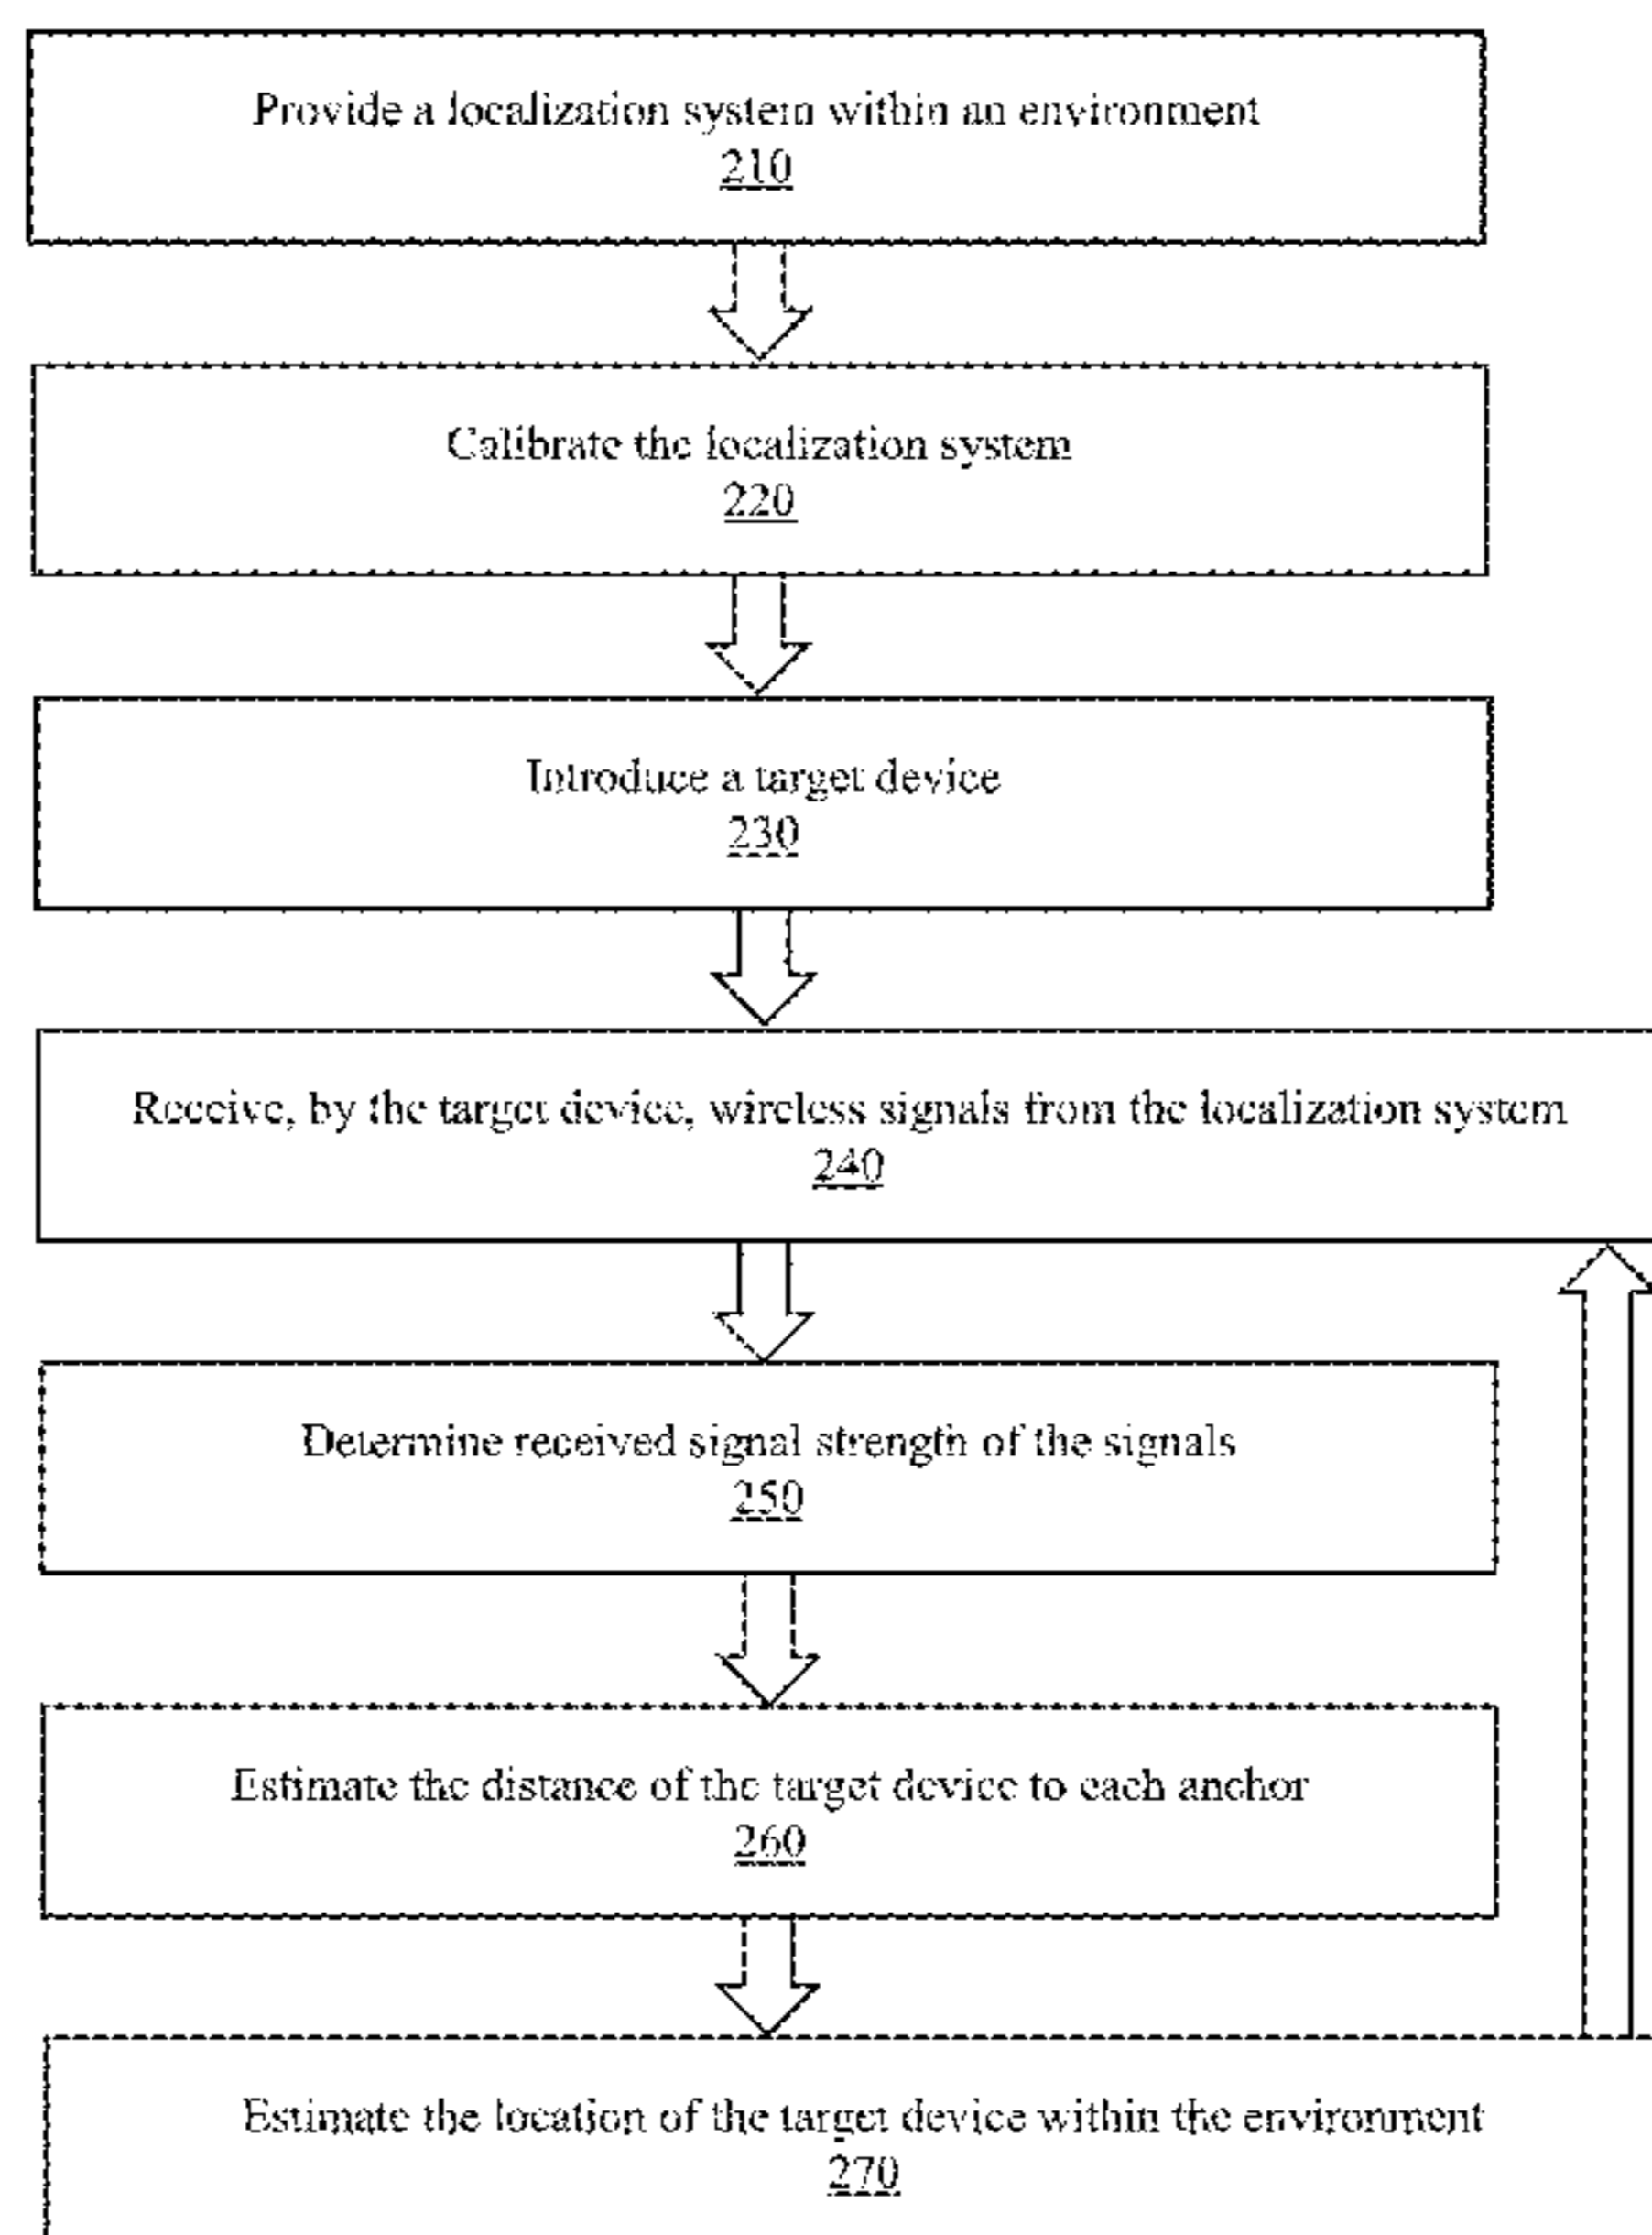 Provide a localization system within an environment
210
Calibrate the localization system
220
Introduce a target device
230
Receive, by the target device, wireless signals from the localization system
240
Determine received signal strength of the signals
250
Estimate the distance of the target device to each anchor
260
Estimate the location of the target device within the environment
270